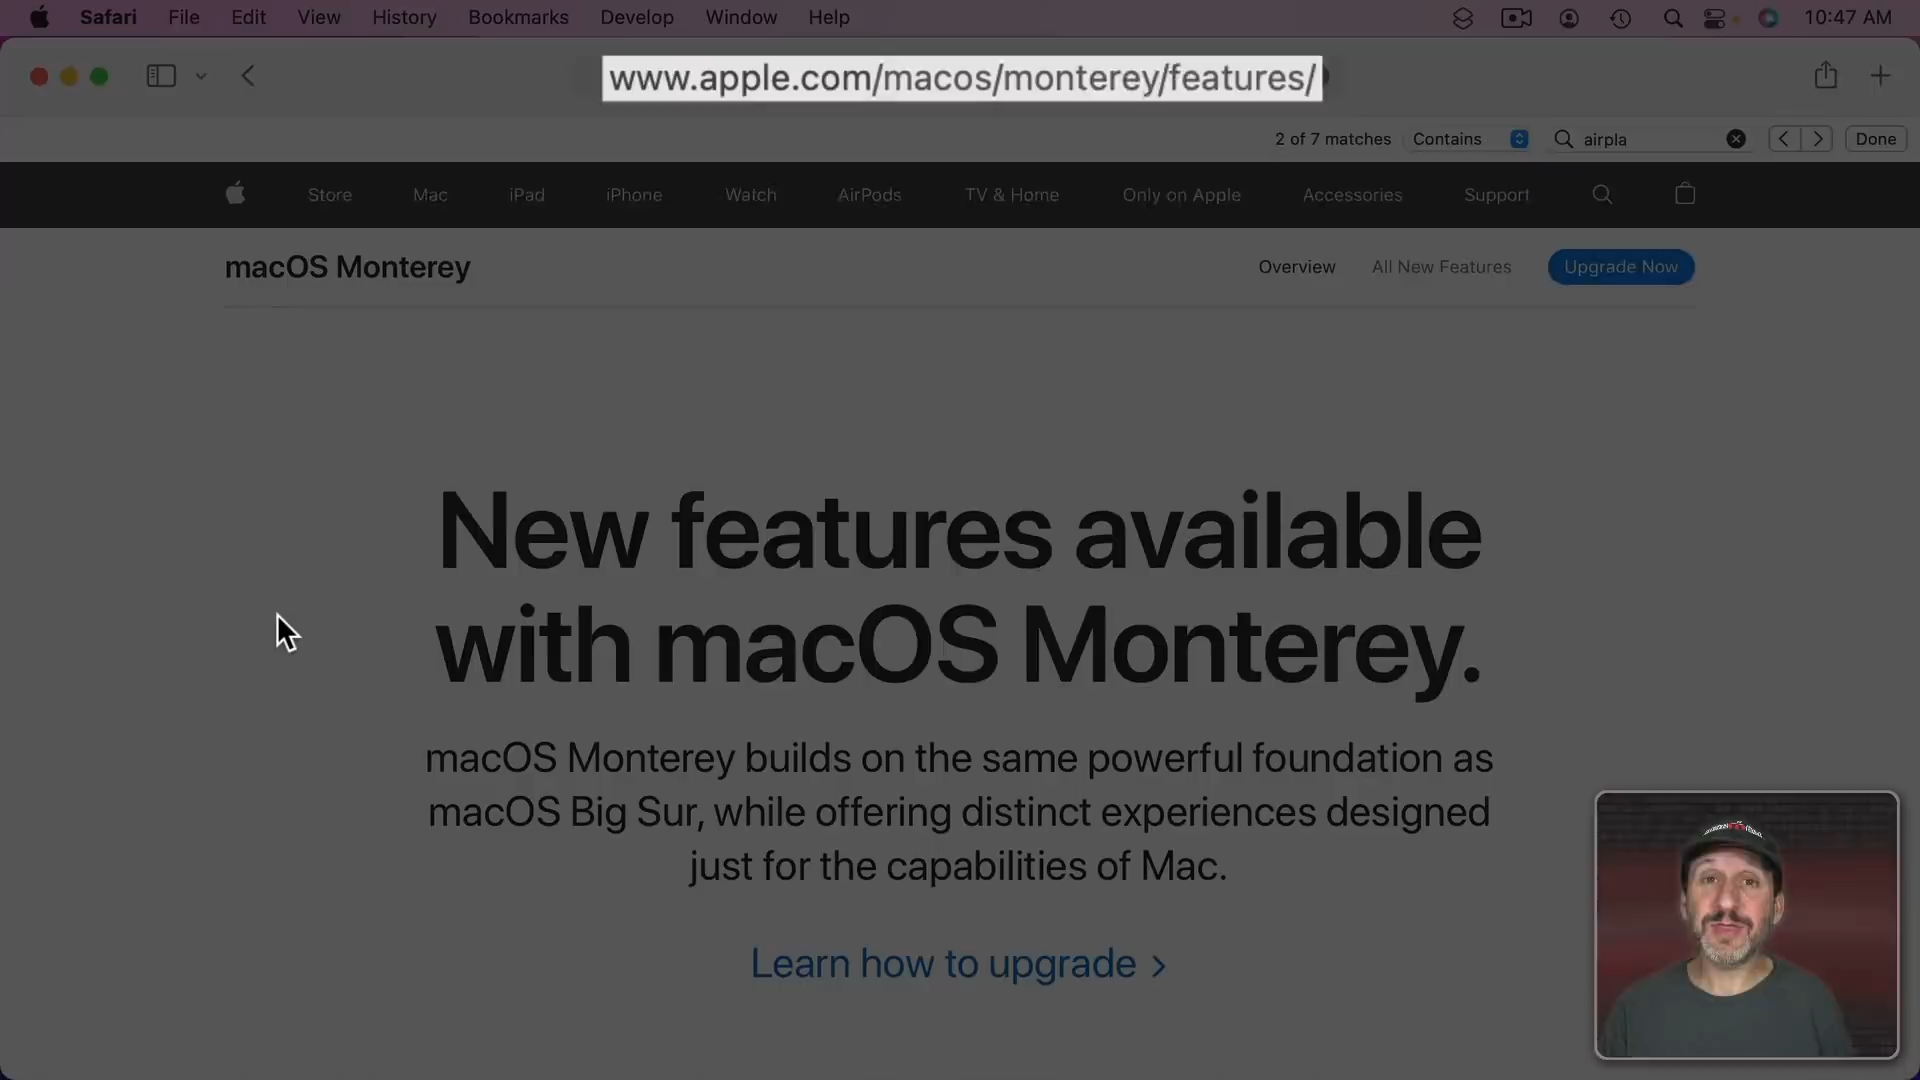 Safari File Edit View History Bookmarks Develop Window Help 10:47 AM
www.apple.com/macos/monterey/features/
2 of 7 matches Contains airpla Done
Store Mac iPad iPhone Watch AirPods TV & Home Only on Apple Accessories Support
macOS Monterey Overview All New Features Upgrade Now
New features available
with macOS Monterey.
macOS Monterey builds on the same powerful foundation as
macOS Big Sur, while offering distinct experiences designed
just for the capabilities of Mac.
Learn how to upgrade >